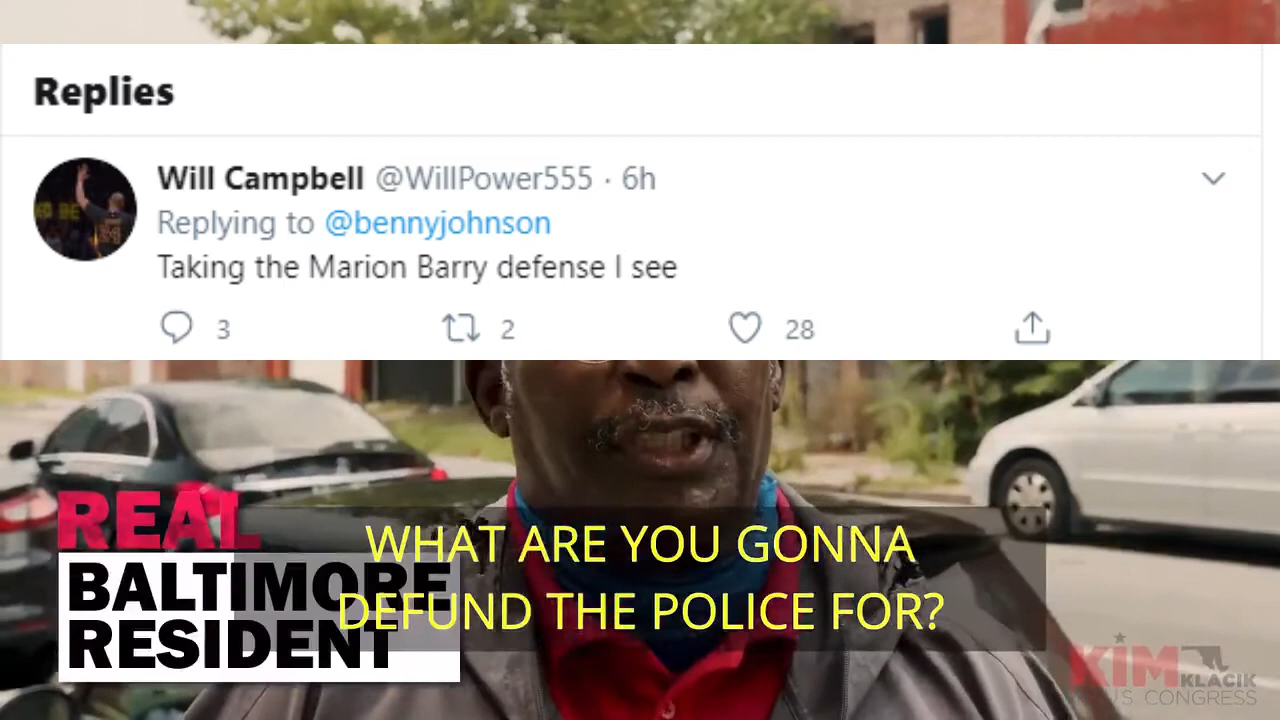 Replies
Will Campbell @WillPower555 · 6h
Replying to @bennyjohnson
Taking the Marion Barry defense I see
3 2 28
REAL
BALTIMORE
RESIDENT
WHAT ARE YOU GONNA
DEFUND THE POLICE FOR?
KIM
KLACIK
U.S. CONGRESS